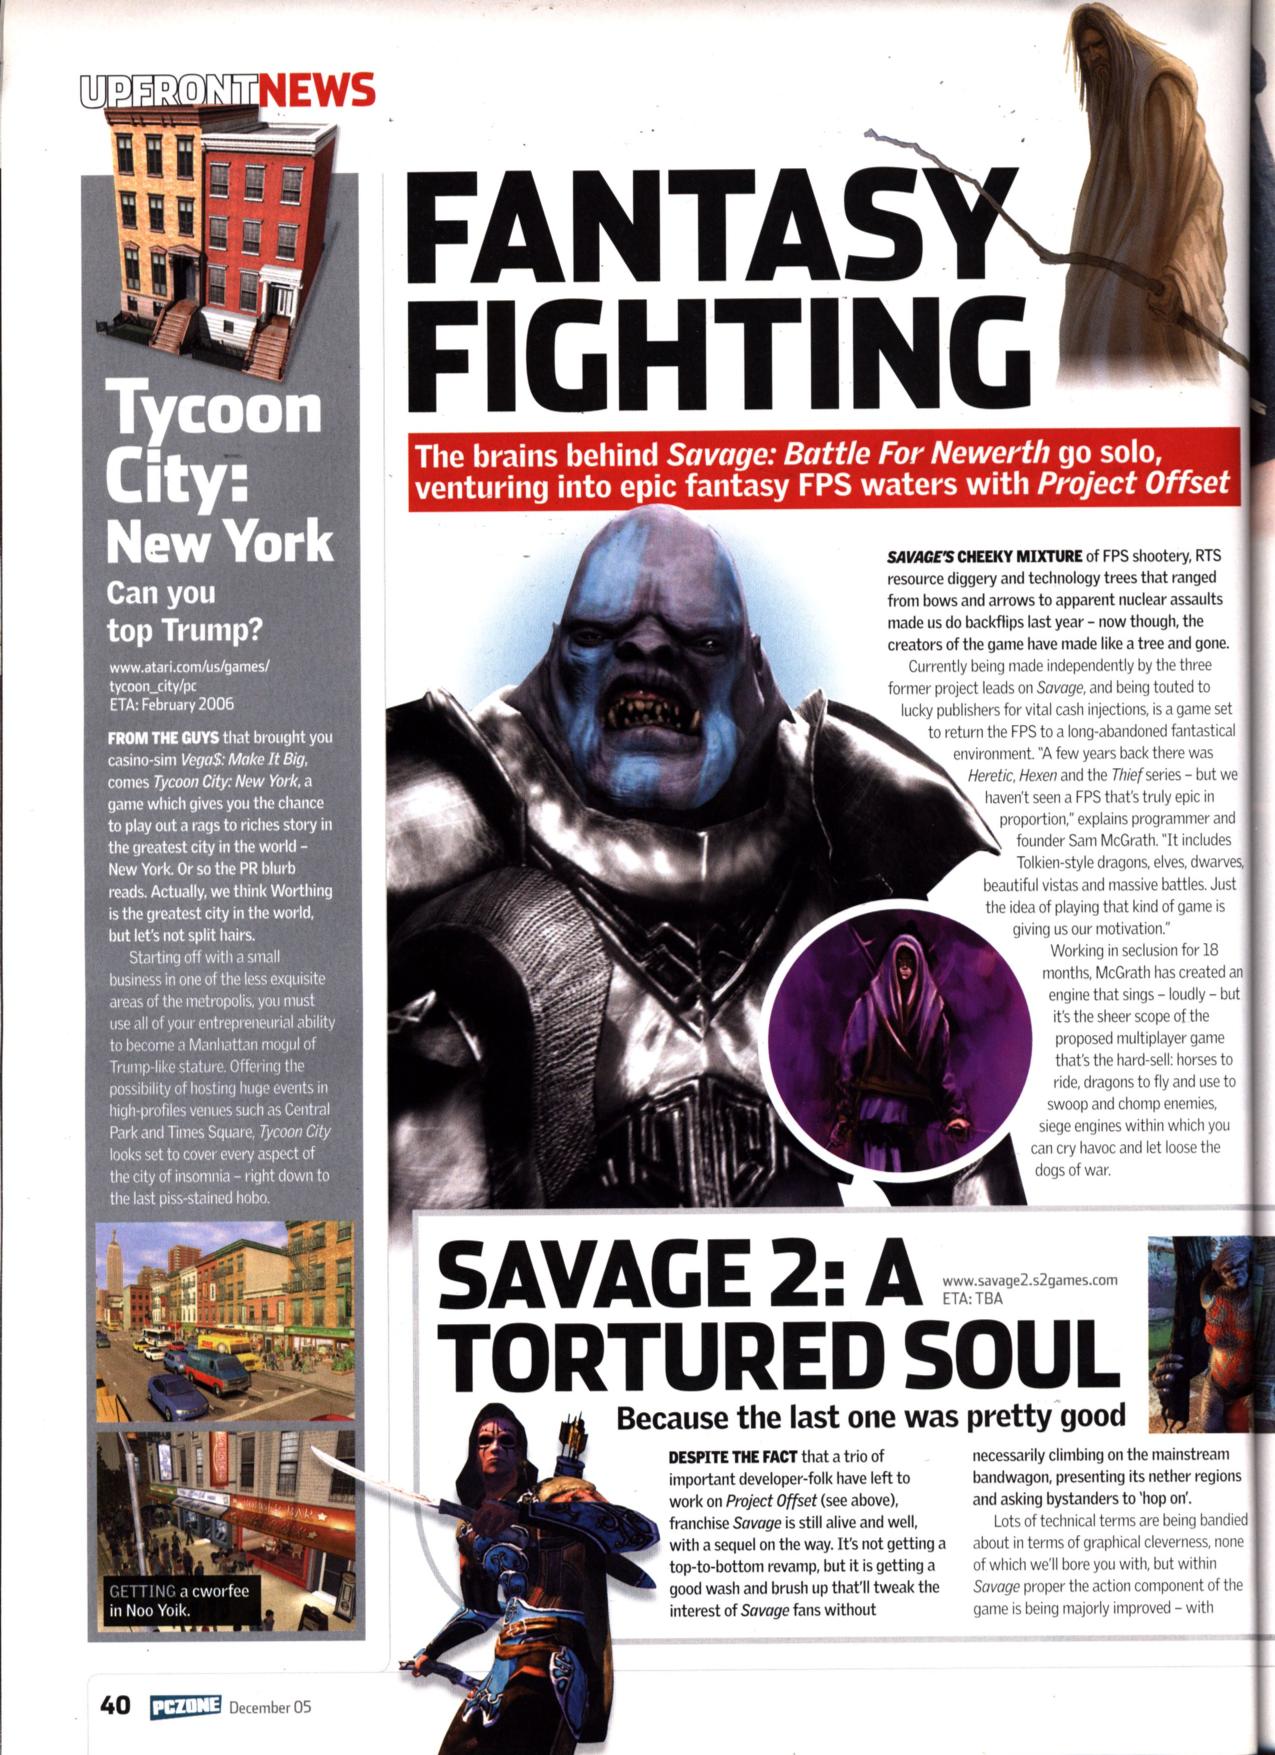 UPFRONTNEWS
Tycoon
City:
New York
Can you
top Trump?
www.atari.com/us/games/
tycoon_city/pc
ETA: February 2006
FROM THE GUYS that brought you
casino-sim Vega$: Make It Big,
comes Tycoon City: New York, a
game which gives you the chance
to play out a rags to riches story in
the greatest city in the world –
New York. Or so the PR blurb
reads. Actually, we think Worthing
is the greatest city in the world,
but let's not split hairs.
Starting off with a small
business in one of the less exquisite
areas of the metropolis, you must
use all of your entrepreneurial ability
to become a Manhattan mogul of
Trump-like stature. Offering the
possibility of hosting huge events in
high-profiles venues such as Central
Park and Times Square, Tycoon City
looks set to cover every aspect of
the city of insomnia – right down to
the last piss-stained hobo.
GETTING a cworfee
in Noo Yoik.
FANTASY
FIGHTING
The brains behind Savage: Battle For Newerth go solo,
venturing into epic fantasy FPS waters with Project Offset
SAVAGE'S CHEEKY MIXTURE of FPS shootery, RTS
resource diggery and technology trees that ranged
from bows and arrows to apparent nuclear assaults
made us do backflips last year – now though, the
creators of the game have made like a tree and gone.
Currently being made independently by the three
former project leads on Savage, and being touted to
lucky publishers for vital cash injections, is a game set
to return the FPS to a long-abandoned fantastical
environment. "A few years back there was
Heretic, Hexen and the Thief series – but we
haven't seen a FPS that's truly epic in
proportion," explains programmer and
founder Sam McGrath. "It includes
Tolkien-style dragons, elves, dwarves,
beautiful vistas and massive battles. Just
the idea of playing that kind of game is
giving us our motivation."
Working in seclusion for 18
months, McGrath has created an
engine that sings – loudly – but
it's the sheer scope of the
proposed multiplayer game
that's the hard-sell: horses to
ride, dragons to fly and use to
swoop and chomp enemies,
siege engines within which you
can cry havoc and let loose the
dogs of war.
SAVAGE 2: A
TORTURED SOUL
www.savage2.s2games.com
ETA: TBA
Because the last one was pretty good
DESPITE THE FACT that a trio of
important developer-folk have left to
work on Project Offset (see above),
franchise Savage is still alive and well,
with a sequel on the way. It's not getting a
top-to-bottom revamp, but it is getting a
good wash and brush up that'll tweak the
interest of Savage fans without
necessarily climbing on the mainstream
bandwagon, presenting its nether regions
and asking bystanders to 'hop on'.
Lots of technical terms are being bandied
about in terms of graphical cleverness, none
of which we'll bore you with, but within
Savage proper the action component of the
game is being majorly improved – with
40 PCZONE December 05